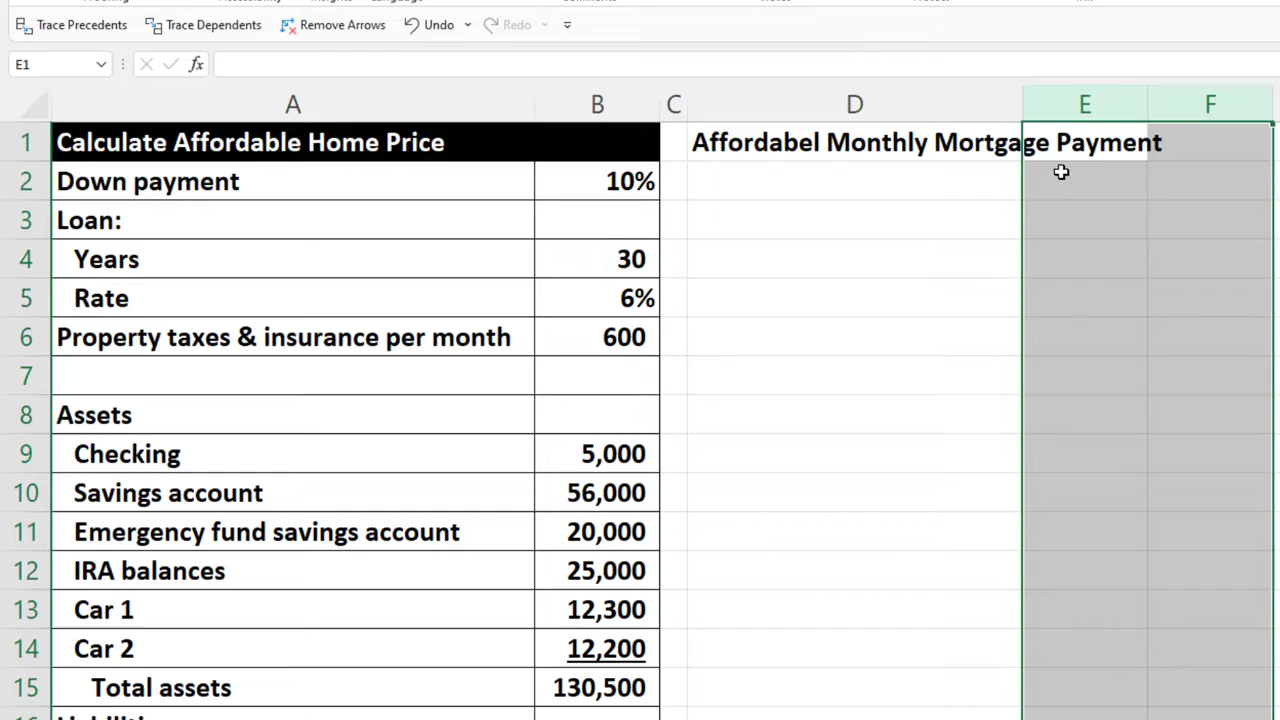 Trace Precedents Trace Dependents Remove Arrows Undo Redo
E1 fx
A B C D E F
1 Calculate Affordable Home Price Affordabel Monthly Mortgage Payment
2 Down payment 10%
3 Loan:
4 Years 30
5 Rate 6%
6 Property taxes & insurance per month 600
7
8 Assets
9 Checking 5,000
10 Savings account 56,000
11 Emergency fund savings account 20,000
12 IRA balances 25,000
13 Car 1 12,300
14 Car 2 12,200
15 Total assets 130,500